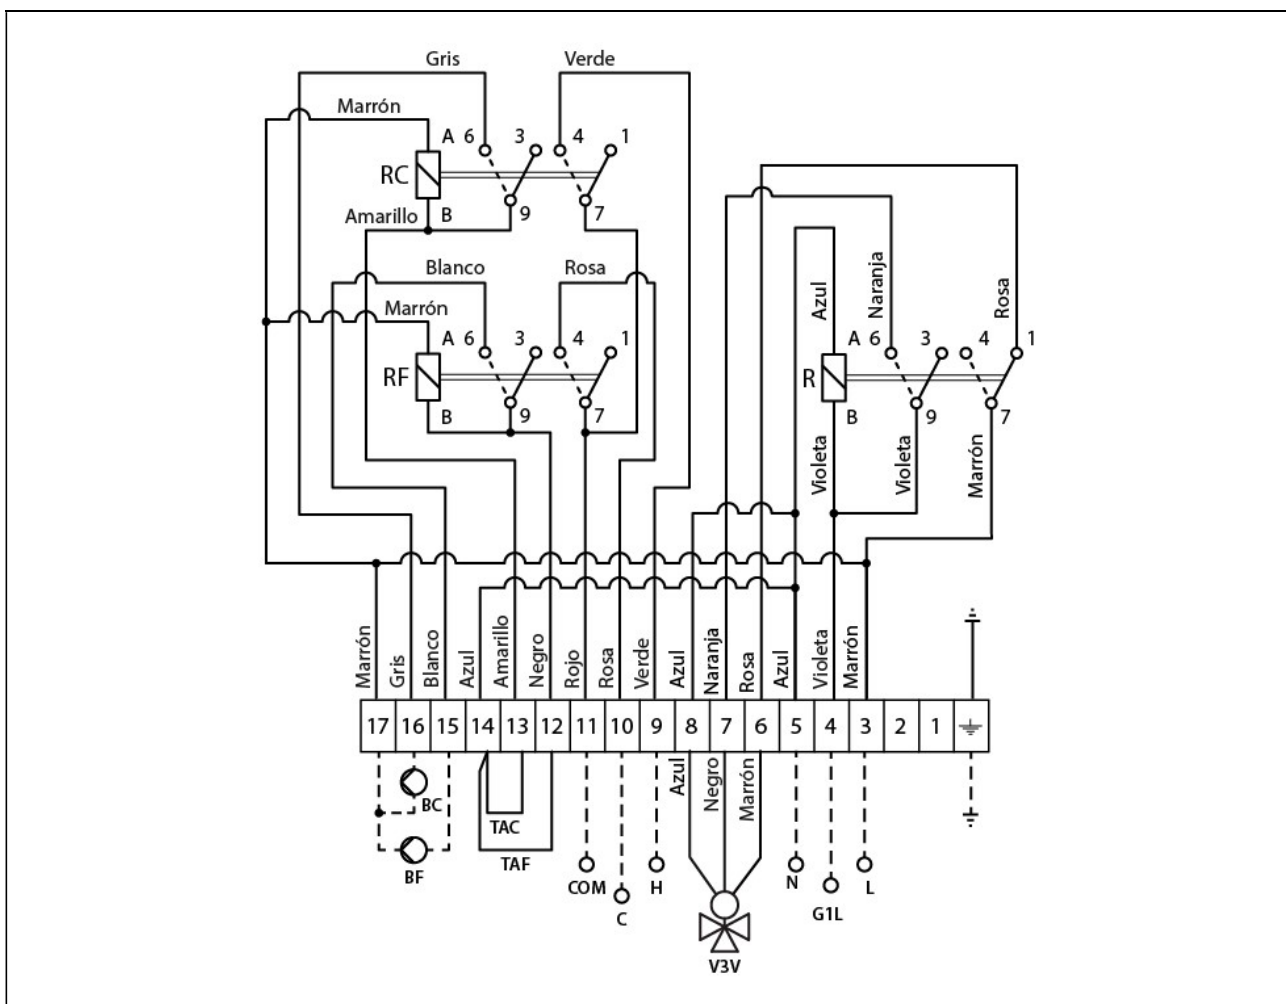 Gris
Verde
Marrón
A 6 3 4 1
RC
Amarillo B 9 7
Blanco Rosa
Marrón
A 6 3 4 1
RF
B 9 7
Azul
Naranja
Rosa
A 6 3 4 1
R
B 9 7
Violeta
Violeta
Marrón
Marrón
Gris
Blanco
Azul
Amarillo
Negro
Rojo
Rosa
Verde
Azul
Naranja
Rosa
Azul
Violeta
Marrón
17 16 15 14 13 12 11 10 9 8 7 6 5 4 3 2 1
Azul
Negro
Marrón
BC
TAC
TAF
BF
COM
C
H
N
G1L
L
V3V